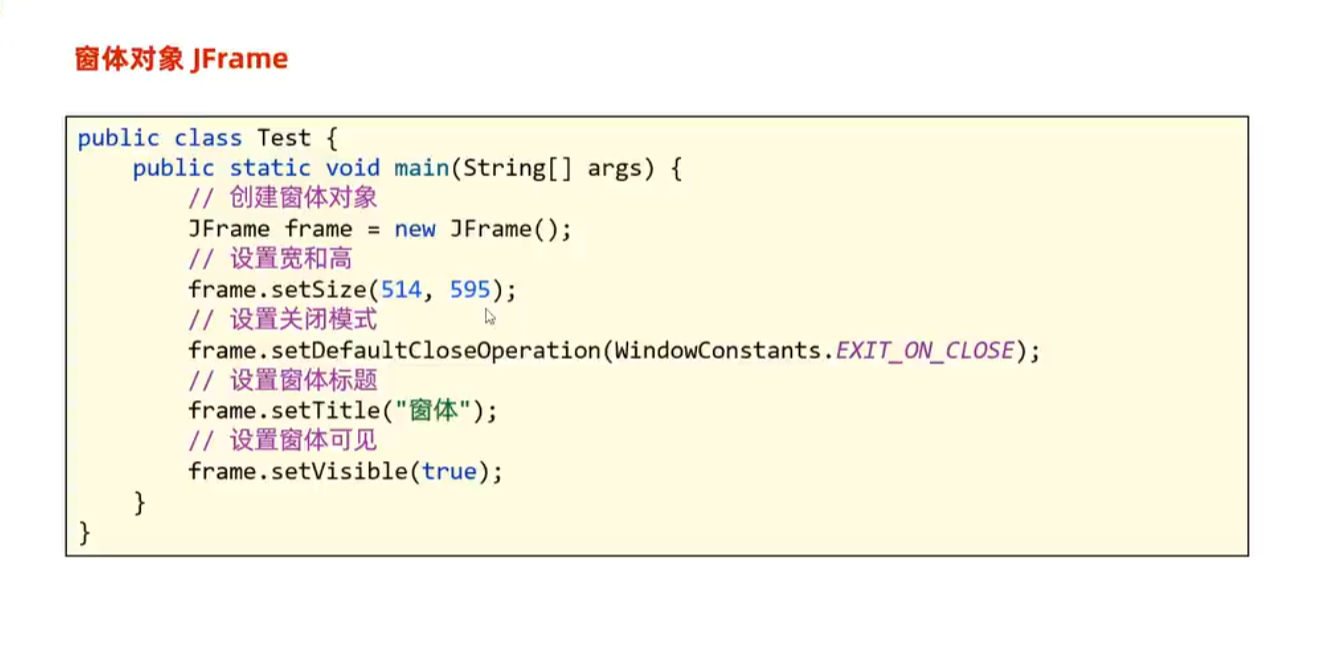 窗体对象 JFrame
public class Test {
    public static void main(String[] args) {
        // 创建窗体对象
        JFrame frame = new JFrame();
        // 设置宽和高
        frame.setSize(514, 595);
        // 设置关闭模式
        frame.setDefaultCloseOperation(WindowConstants.EXIT_ON_CLOSE);
        // 设置窗体标题
        frame.setTitle("窗体");
        // 设置窗体可见
        frame.setVisible(true);
    }
}